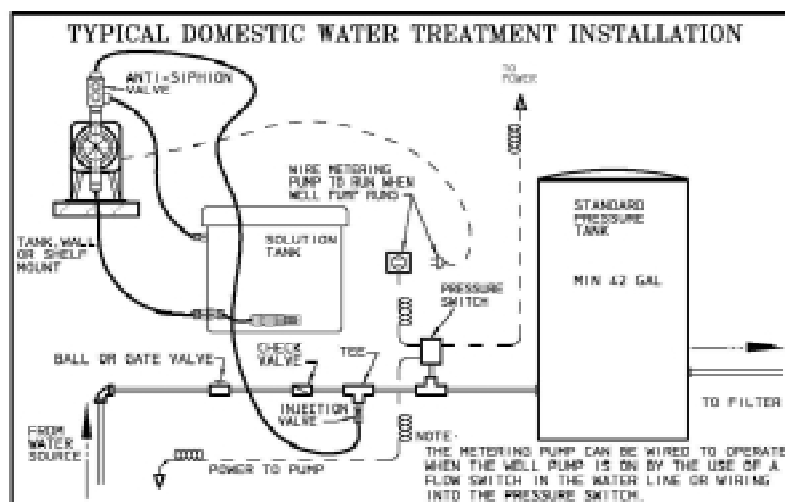 TYPICAL DOMESTIC WATER TREATMENT INSTALLATION
ANTI-SIPHION
VALVE
TO
POWER
WIRE METERING
PUMP TO RUN WHEN
WELL PUMP RUNS
STANDARD
PRESSURE
TANK
MIN 42 GAL
SOLUTION
TANK
TANK, WALL
OR SHELF
MOUNT
PRESSURE
SWITCH
BALL OR GATE VALVE
CHECK
VALVE
TEE
INJECTION
VALVE
TO FILTER
FROM
WATER
SOURCE
POWER TO PUMP
NOTE:
THE METERING PUMP CAN BE WIRED TO OPERATE
WHEN THE WELL PUMP IS ON BY THE USE OF A
FLOW SWITCH IN THE WATER LINE OR WIRING
INTO THE PRESSURE SWITCH.